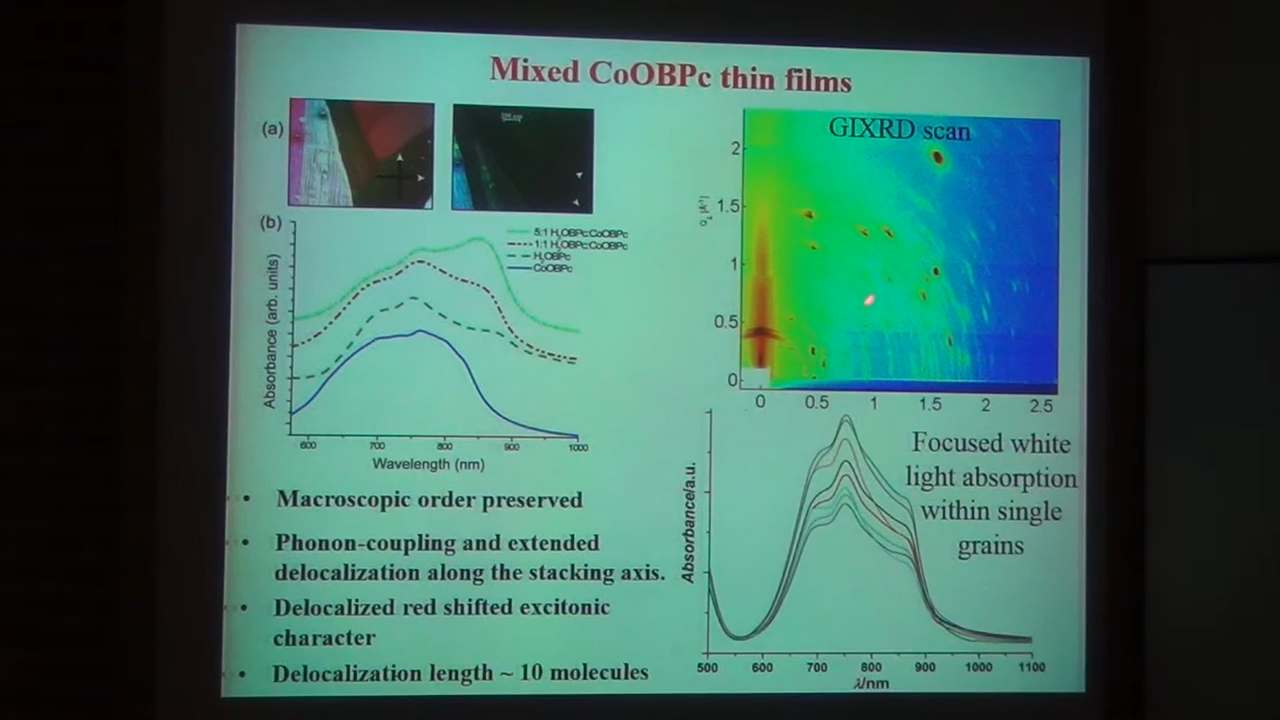 Mixed CoOBPc thin films
(a)
(b)
5:1 H₂OBPc:CoOBPc
1:1 H₂OBPc:CoOBPc
H₂OBPc
CoOBPc
Absorbance (arb. units)
600 700 800 900 1000
Wavelength (nm)
GIXRD scan
2
1.5
1
0.5
0
0 0.5 1 1.5 2 2.5
Focused white
light absorption
within single
grains
Absorbance/a.u.
500 600 700 800 900 1000 1100
λ/nm
• Macroscopic order preserved
• Phonon-coupling and extended
delocalization along the stacking axis.
• Delocalized red shifted excitonic
character
• Delocalization length ~ 10 molecules